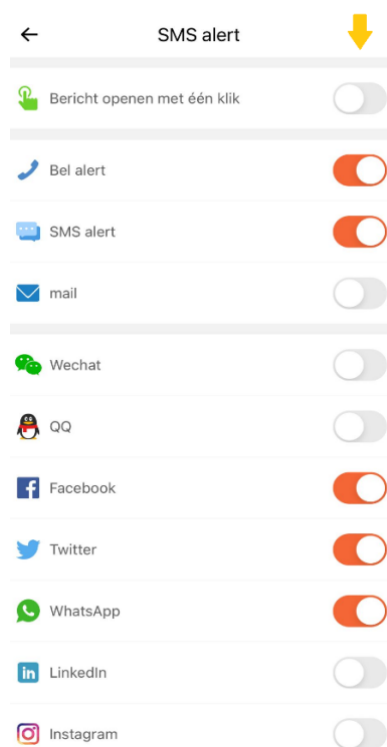 SMS alert
Bericht openen met één klik
Bel alert
SMS alert
mail
Wechat
QQ
Facebook
Twitter
WhatsApp
LinkedIn
Instagram